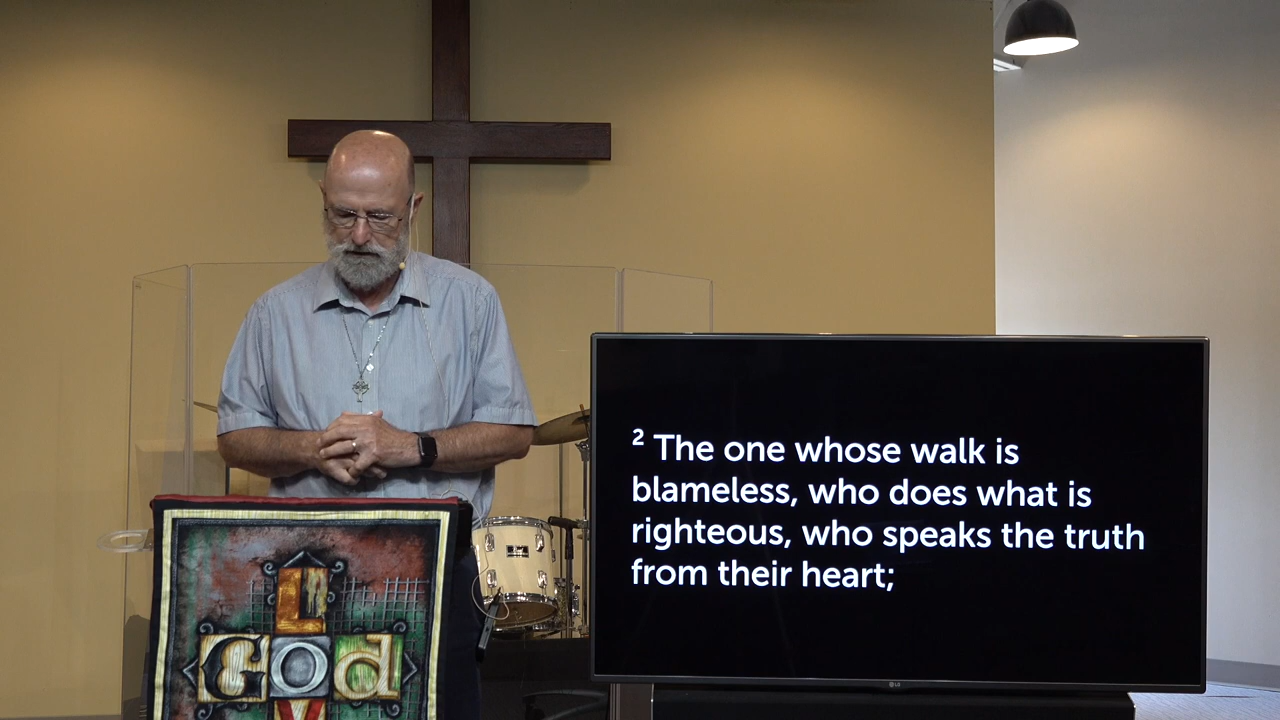 ² The one whose walk is
blameless, who does what is
righteous, who speaks the truth
from their heart;
L
God
V
LG